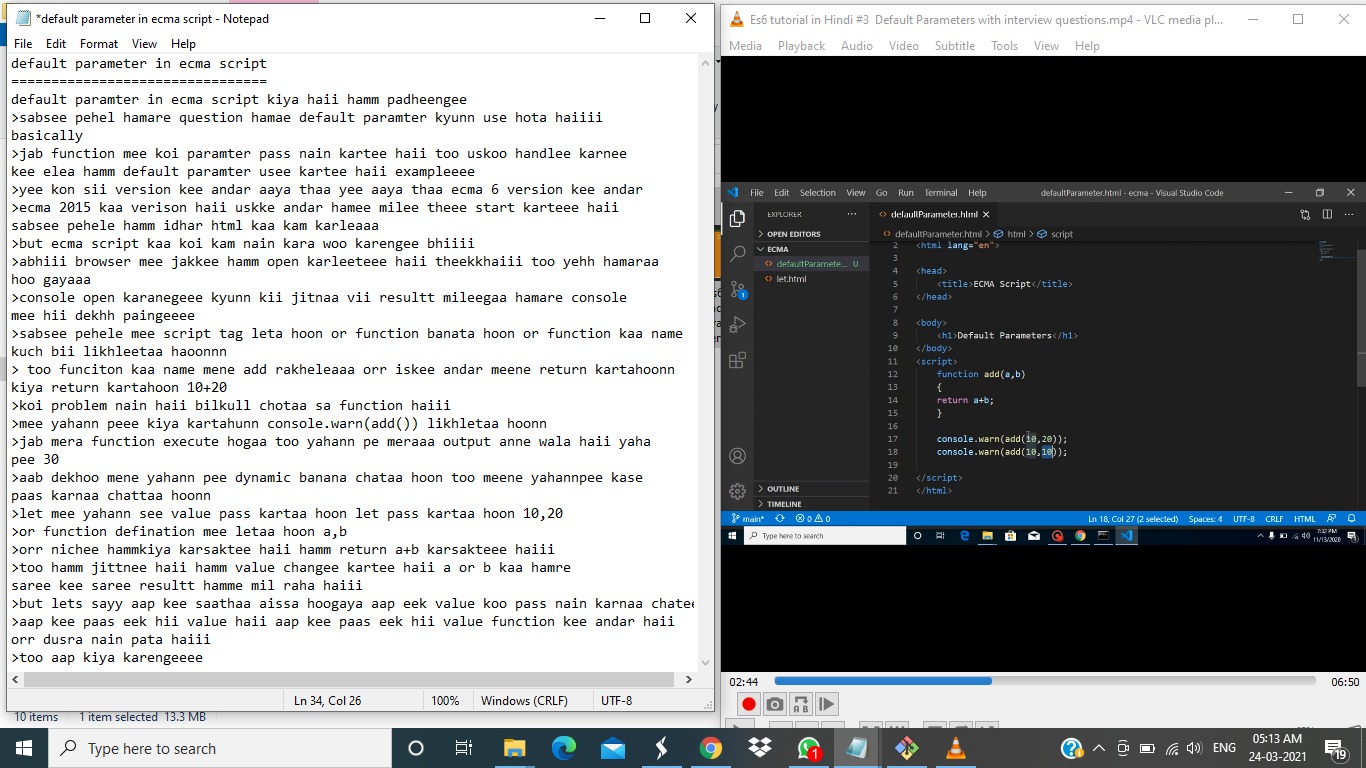 *default parameter in ecma script - Notepad
File Edit Format View Help
default parameter in ecma script
================================
default paramter in ecma script kiya haii hamm padheengee
>sabsee pehel hamare question hamae default paramter kyunn use hota haiiii
basically
>jab function mee koi paramter pass nain kartee haii too uskoo handlee karnee
kee elea hamm default paramter usee kartee haii exampleeee
>yee kon sii version kee andar aaya thaa yee aaya thaa ecma 6 version kee andar
>ecma 2015 kaa verison haii uskke andar hamee milee theee start karteee haii
sabsee pehele hamm idhar html kaa kam karleaaa
>but ecma script kaa koi kam nain kara woo karengee bhiiii
>abhiii browser mee jakkee hamm open karleeteee haii theekkhaiii too yehh hamaraa
hoo gayaaa
>console open karanegeee kyunn kii jitnaa vii resultt mileegaa hamare console
mee hii dekhh paingeeee
>sabsee pehele mee script tag leta hoon or function banata hoon or function kaa name
kuch bii likhleetaa haoonnn
> too funciton kaa name mene add rakheleaaa orr iskee andar meene return kartahoonn
kiya return kartahoon 10+20
>koi problem nain haii bilkull chotaa sa function haiii
>mee yahann peee kiya kartahunn console.warn(add()) likhletaa hoonn
>jab mera function execute hogaa too yahann pe meraaa output anne wala haii yaha
pee 30
>aab dekhoo mene yahann pee dynamic banana chataa hoon too meene yahannpee kase
paas karnaa chattaa hoonn
>let mee yahann see value pass kartaa hoon let pass kartaa hoon 10,20
>or function defination mee letaa hoon a,b
>orr nichee hammkiya karsaktee haii hamm return a+b karsakteee haiii
>too hamm jittnee haii hamm value changee kartee haii a or b kaa hamre
saree kee saree resultt hamme mil raha haiii
>but lets sayy aap kee saathaa aissa hoogaya aap eek value koo pass nain karnaa chatee
>aap kee paas eek hii value haii aap kee paas eek hii value function kee andar haii
orr dusra nain pata haiii
>too aap kiya karengeeee
Ln 34, Col 26 100% Windows (CRLF) UTF-8
10 items 1 item selected 13.3 MB
Es6 tutorial in Hindi #3 Default Parameters with interview questions.mp4 - VLC media pl...
Media Playback Audio Video Subtitle Tools View Help
File Edit Selection View Go Run Terminal Help defaultParameter.html - ecma - Visual Studio Code
EXPLORER ...
OPEN EDITORS
ECMA
defaultParamete... U
let.html
OUTLINE
TIMELINE
defaultParameter.html
defaultParameter.html > html > script
2 <html lang="en">
3
4 <head>
5 <title>ECMA Script</title>
6 </head>
7
8 <body>
9 <h1>Default Parameters</h1>
10 </body>
11 <script>
12 function add(a,b)
13 {
14 return a+b;
15 }
16
17 console.warn(add(10,20));
18 console.warn(add(10,10));
19
20 </script>
21 </html>
main* 0 0 Ln 18, Col 27 (2 selected) Spaces: 4 UTF-8 CRLF HTML
Type here to search 7:32 PM
11/13/2020
02:44 06:50
Type here to search 1 ENG 05:13 AM
24-03-2021 19